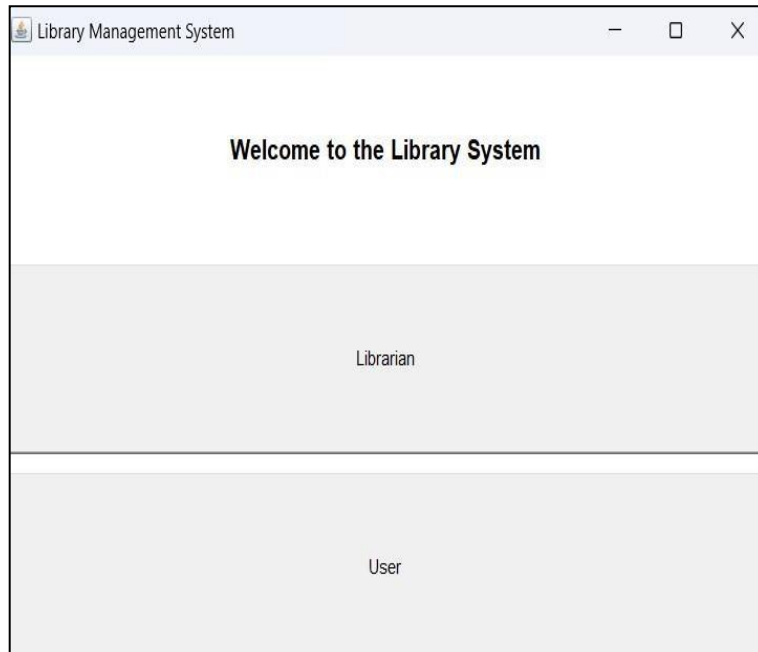 Library Management System
Welcome to the Library System
Librarian
User